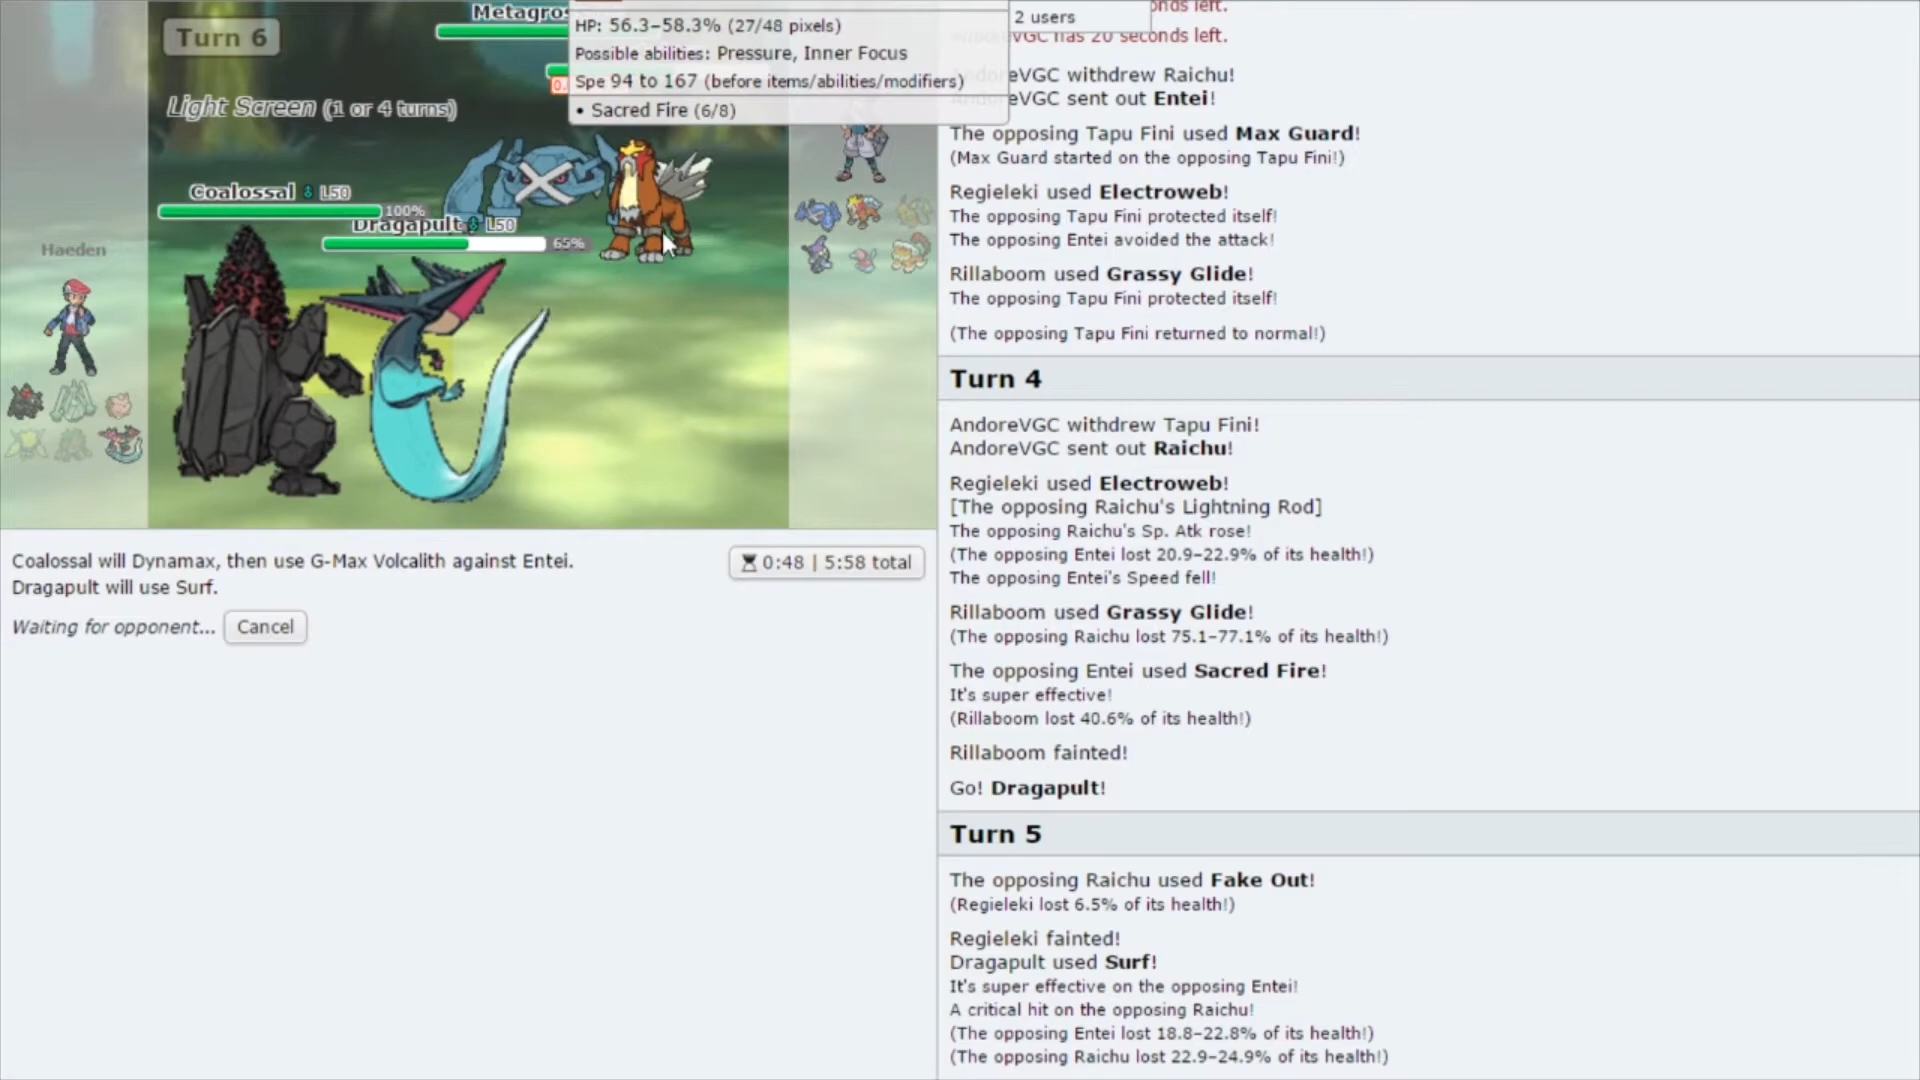 Turn 6
Metagros
HP: 56.3–58.3% (27/48 pixels)
Possible abilities: Pressure, Inner Focus
Spe 94 to 167 (before items/abilities/modifiers)
• Sacred Fire (6/8)
2 users
Light Screen (1 or 4 turns)
Coalossal L50
100%
Dragapult L50
65%
Haeden
Coalossal will Dynamax, then use G-Max Volcalith against Entei.
Dragapult will use Surf.
Waiting for opponent... Cancel
0:48 | 5:58 total
onds left.
VGC has 20 seconds left.
AndoreVGC withdrew Raichu!
AndoreVGC sent out Entei!
The opposing Tapu Fini used Max Guard!
(Max Guard started on the opposing Tapu Fini!)
Regieleki used Electroweb!
The opposing Tapu Fini protected itself!
The opposing Entei avoided the attack!
Rillaboom used Grassy Glide!
The opposing Tapu Fini protected itself!
(The opposing Tapu Fini returned to normal!)
Turn 4
AndoreVGC withdrew Tapu Fini!
AndoreVGC sent out Raichu!
Regieleki used Electroweb!
[The opposing Raichu's Lightning Rod]
The opposing Raichu's Sp. Atk rose!
(The opposing Entei lost 20.9–22.9% of its health!)
The opposing Entei's Speed fell!
Rillaboom used Grassy Glide!
(The opposing Raichu lost 75.1–77.1% of its health!)
The opposing Entei used Sacred Fire!
It's super effective!
(Rillaboom lost 40.6% of its health!)
Rillaboom fainted!
Go! Dragapult!
Turn 5
The opposing Raichu used Fake Out!
(Regieleki lost 6.5% of its health!)
Regieleki fainted!
Dragapult used Surf!
It's super effective on the opposing Entei!
A critical hit on the opposing Raichu!
(The opposing Entei lost 18.8–22.8% of its health!)
(The opposing Raichu lost 22.9–24.9% of its health!)